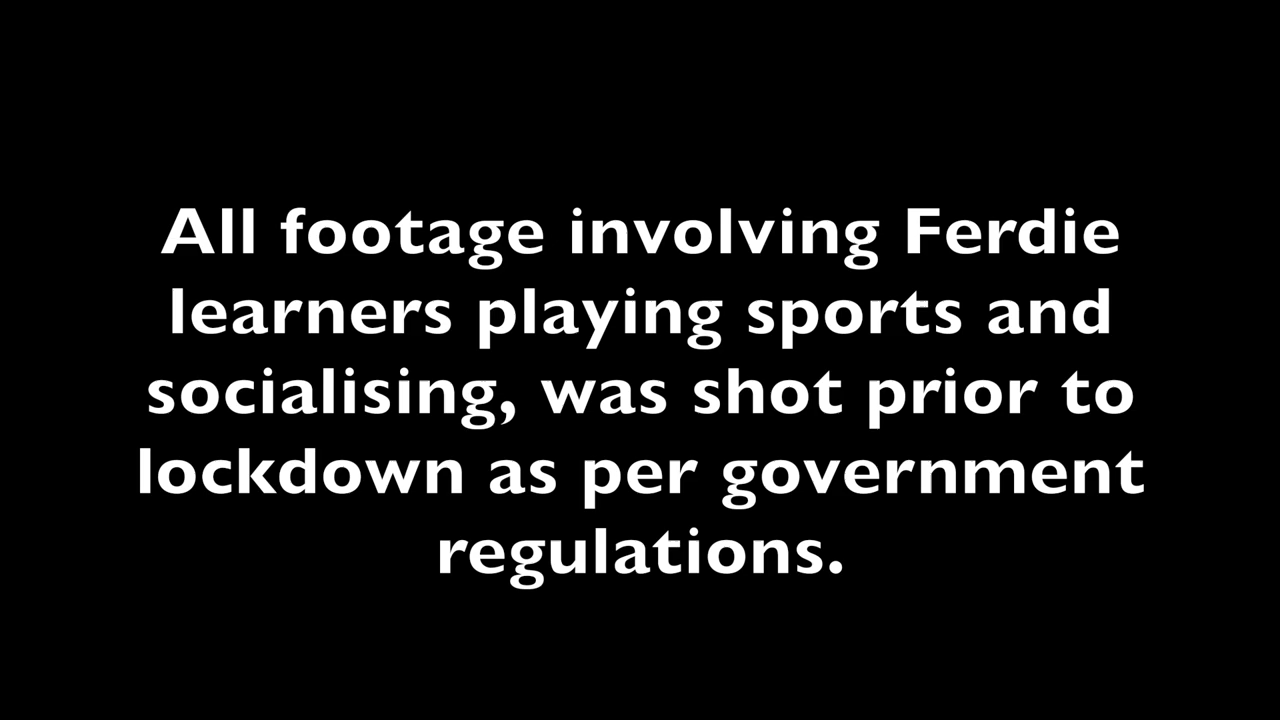 All footage involving Ferdie
learners playing sports and
socialising, was shot prior to
lockdown as per government
regulations.